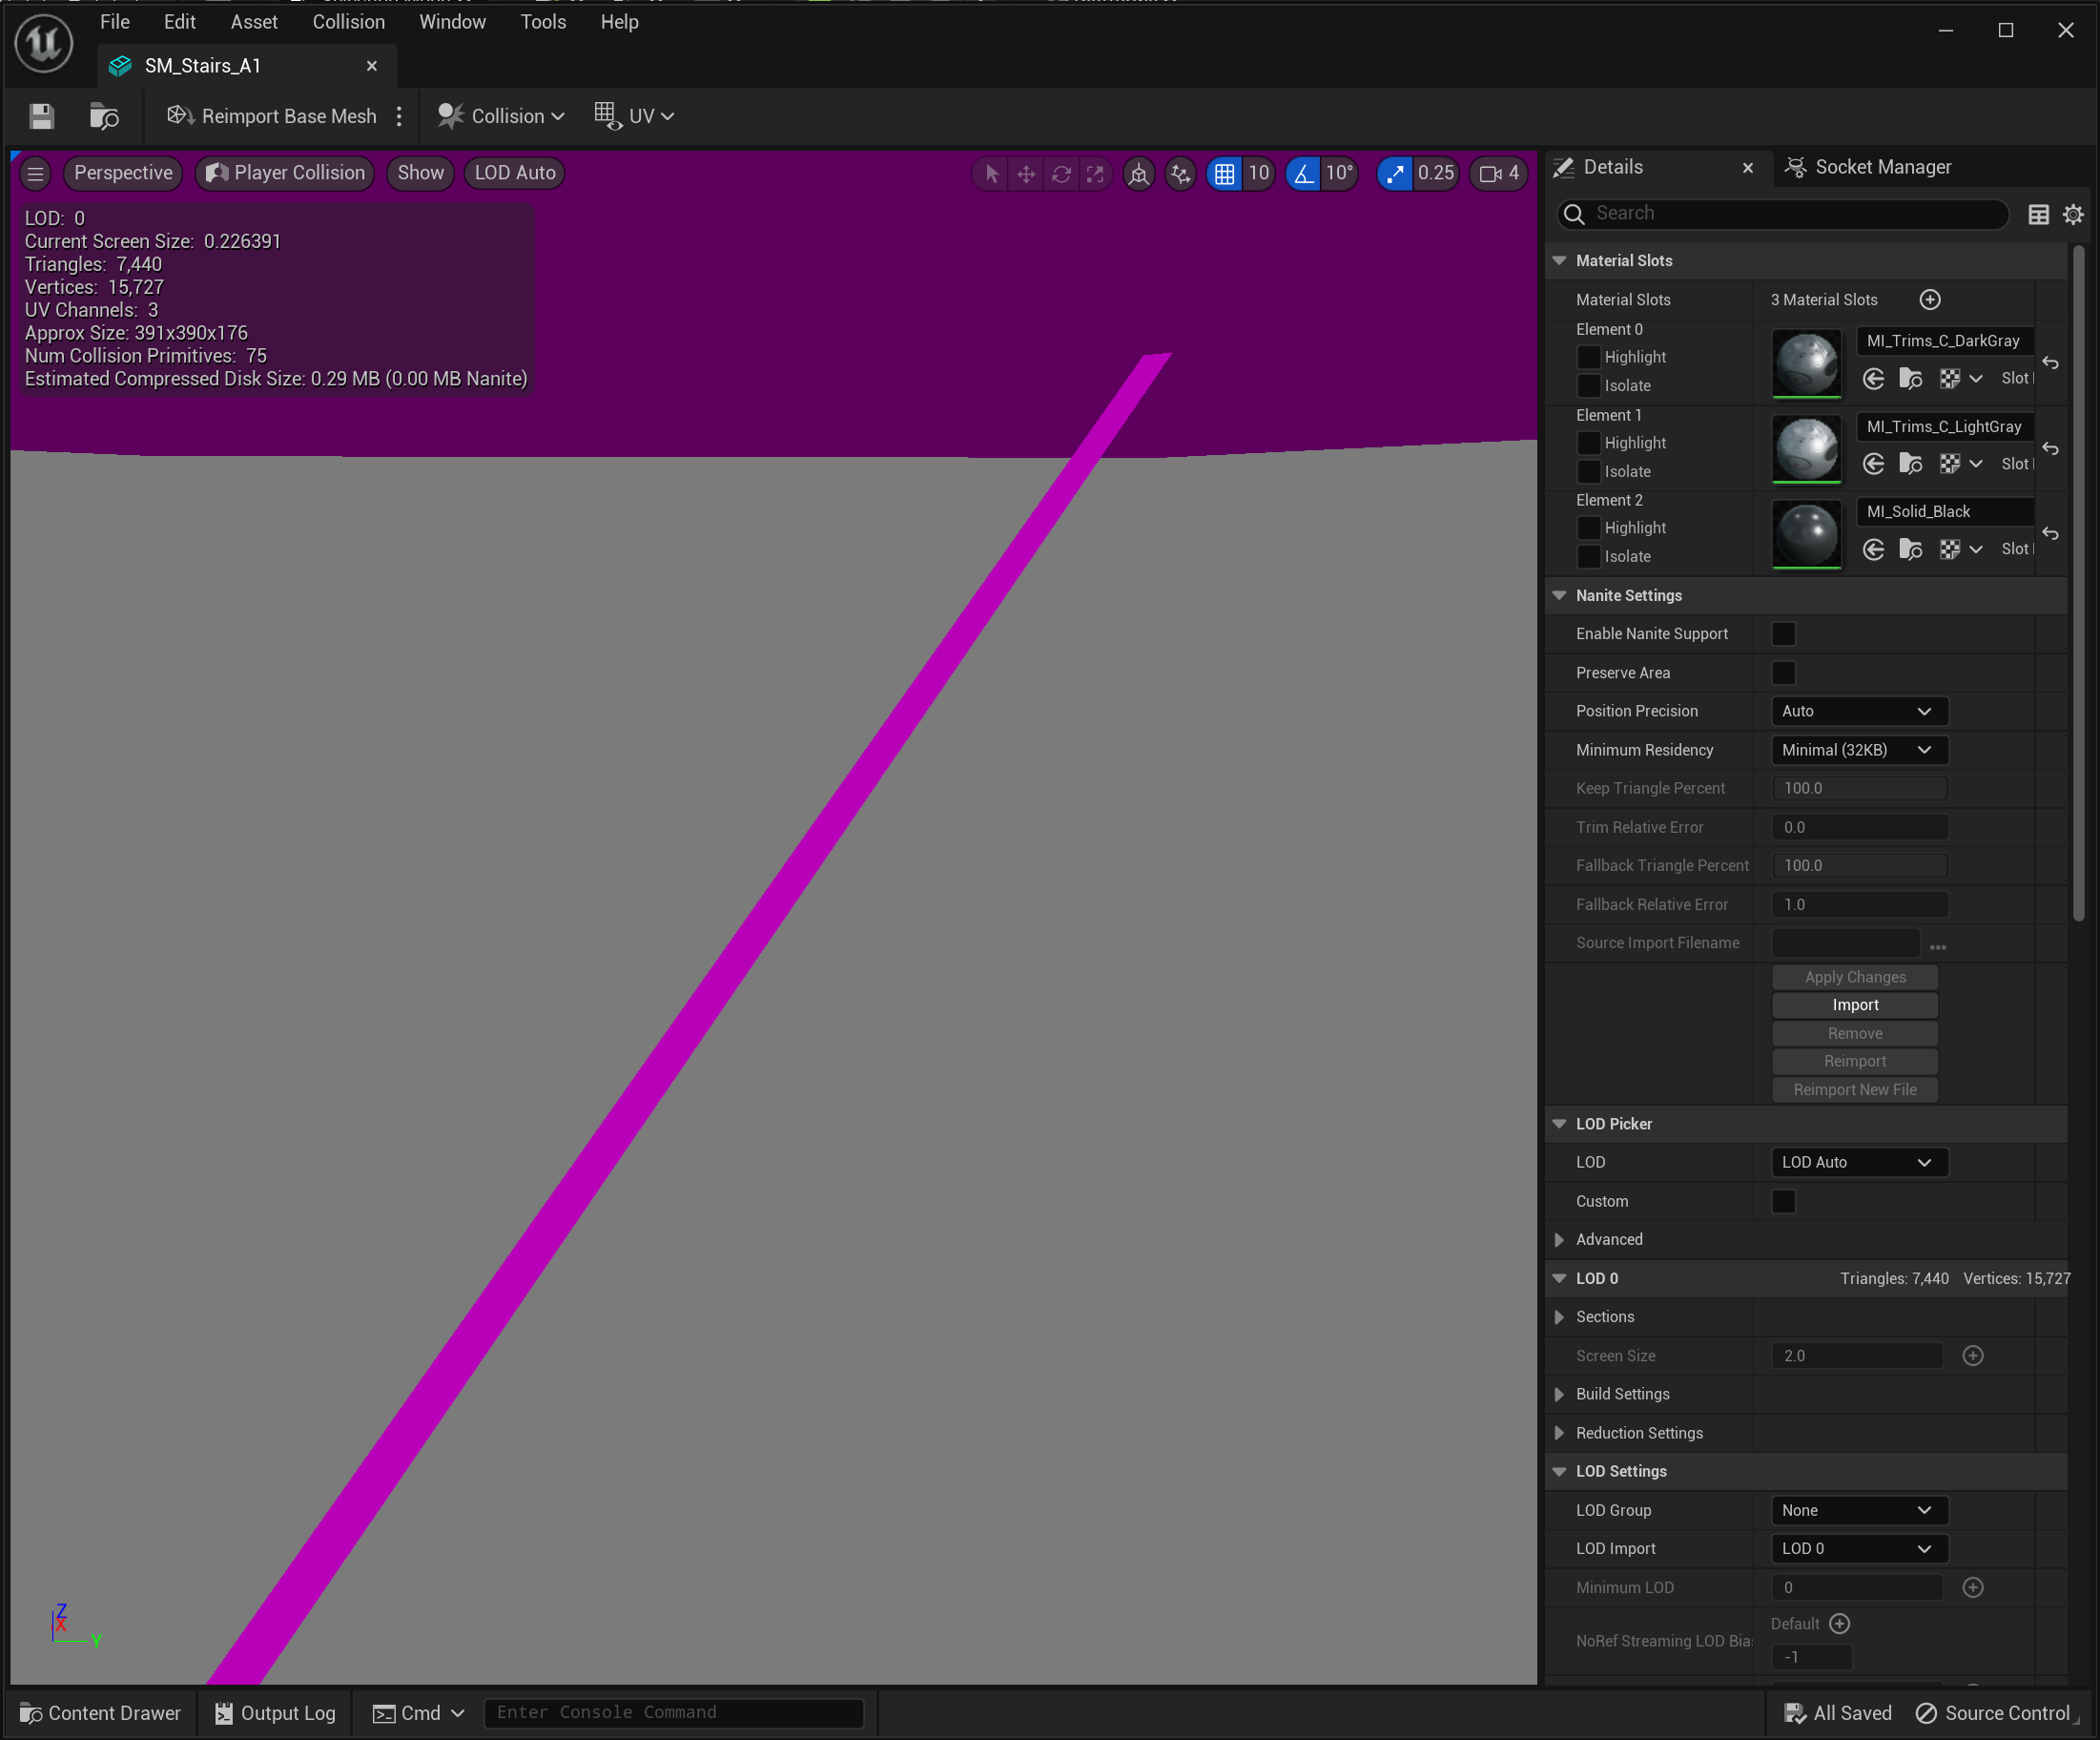 File Edit Asset Collision Window Tools Help
SM_Stairs_A1
Reimport Base Mesh Collision UV
Perspective Player Collision Show LOD Auto 10 10° 0.25 4
LOD: 0
Current Screen Size: 0.226391
Triangles: 7,440
Vertices: 15,727
UV Channels: 3
Approx Size: 391x390x176
Num Collision Primitives: 75
Estimated Compressed Disk Size: 0.29 MB (0.00 MB Nanite)
Z
X
Y
Details Socket Manager
Search
Material Slots
Material Slots 3 Material Slots
Element 0 MI_Trims_C_DarkGray
Highlight
Isolate Slot
Element 1 MI_Trims_C_LightGray
Highlight
Isolate Slot
Element 2 MI_Solid_Black
Highlight
Isolate Slot
Nanite Settings
Enable Nanite Support
Preserve Area
Position Precision Auto
Minimum Residency Minimal (32KB)
Keep Triangle Percent 100.0
Trim Relative Error 0.0
Fallback Triangle Percent 100.0
Fallback Relative Error 1.0
Source Import Filename ...
Apply Changes
Import
Remove
Reimport
Reimport New File
LOD Picker
LOD LOD Auto
Custom
Advanced
LOD 0 Triangles: 7,440 Vertices: 15,727
Sections
Screen Size 2.0
Build Settings
Reduction Settings
LOD Settings
LOD Group None
LOD Import LOD 0
Minimum LOD 0
Default
NoRef Streaming LOD Bia
-1
Content Drawer Output Log Cmd Enter Console Command All Saved Source Control